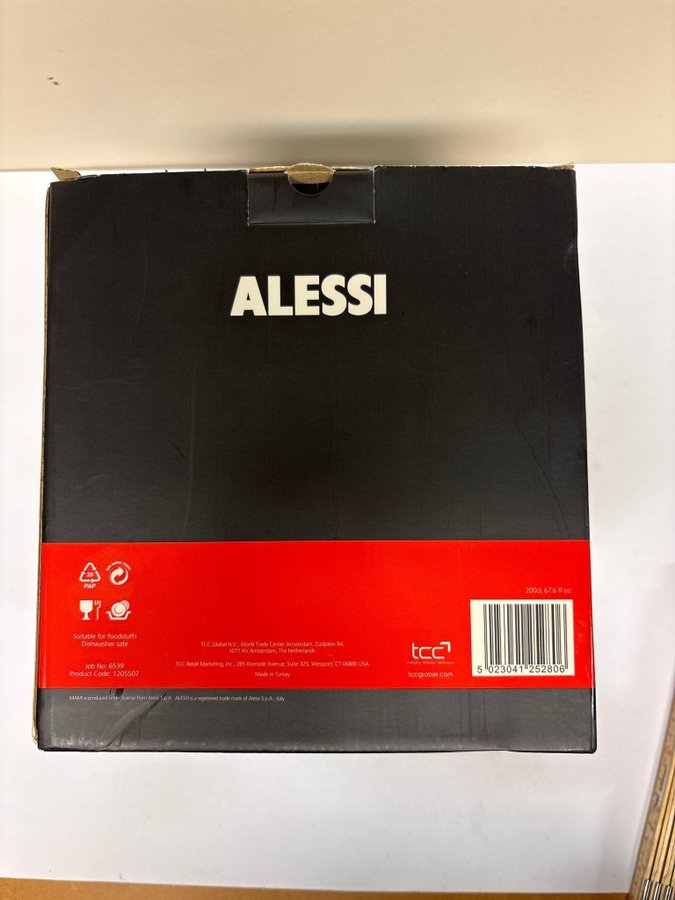 ALESSI
20
PAP
Suitable for foodstuffs
Dishwasher safe
Job No: 6539
Product Code: 1205507
TCC Global N.V., World Trade Center Amsterdam, Zuidplein 84,
1077 XV Amsterdam, The Netherlands
TCC Retail Marketing, Inc., 285 Riverside Avenue, Suite 325, Westport, CT 06880 USA
Made in Turkey
tcc
tccglobal.com
200cl, 67.6 fl oz
5 023041 252806
MAMI is produced under license from Alessi S.p.A. ALESSI is a registered trade mark of Alessi S.p.A., Italy.